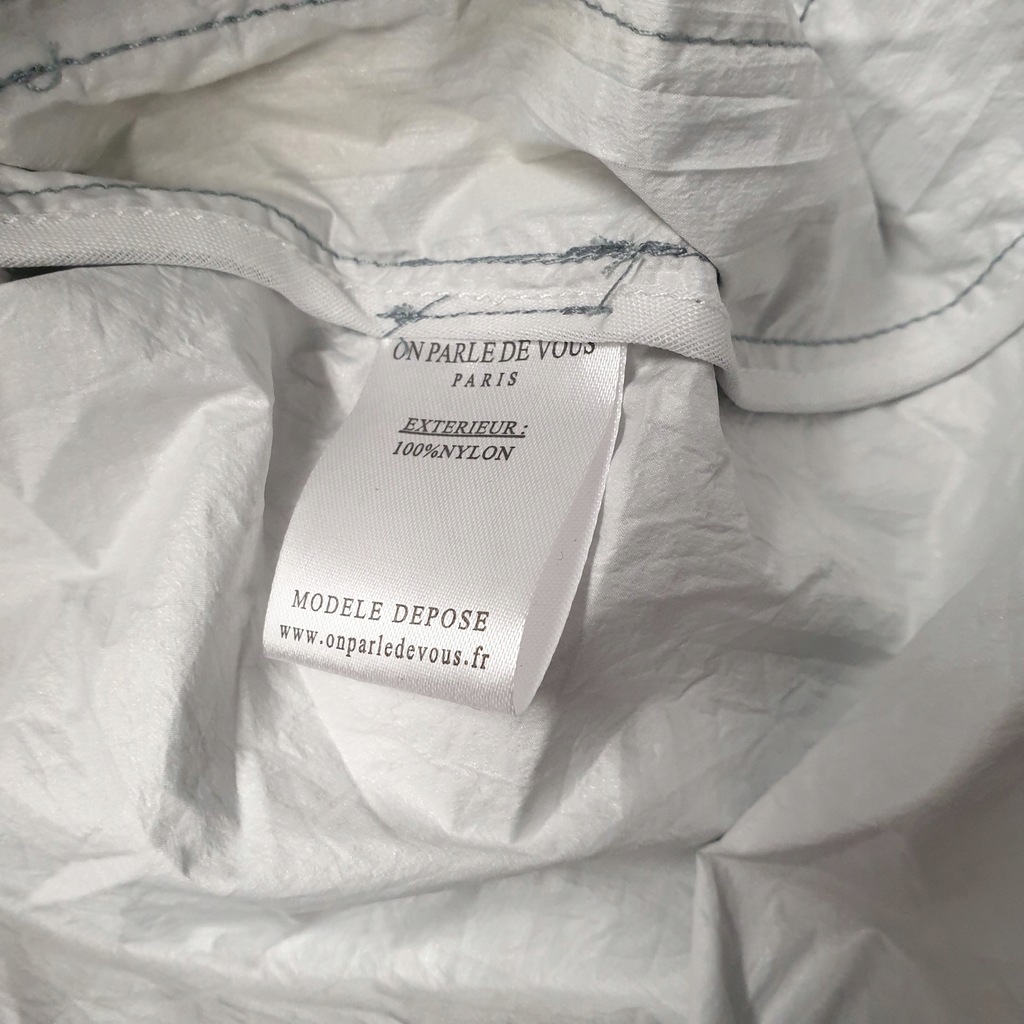 ON PARLE DE VOUS
PARIS
EXTERIEUR:
100%NYLON
MODELE DEPOSE
www.onparledevous.fr